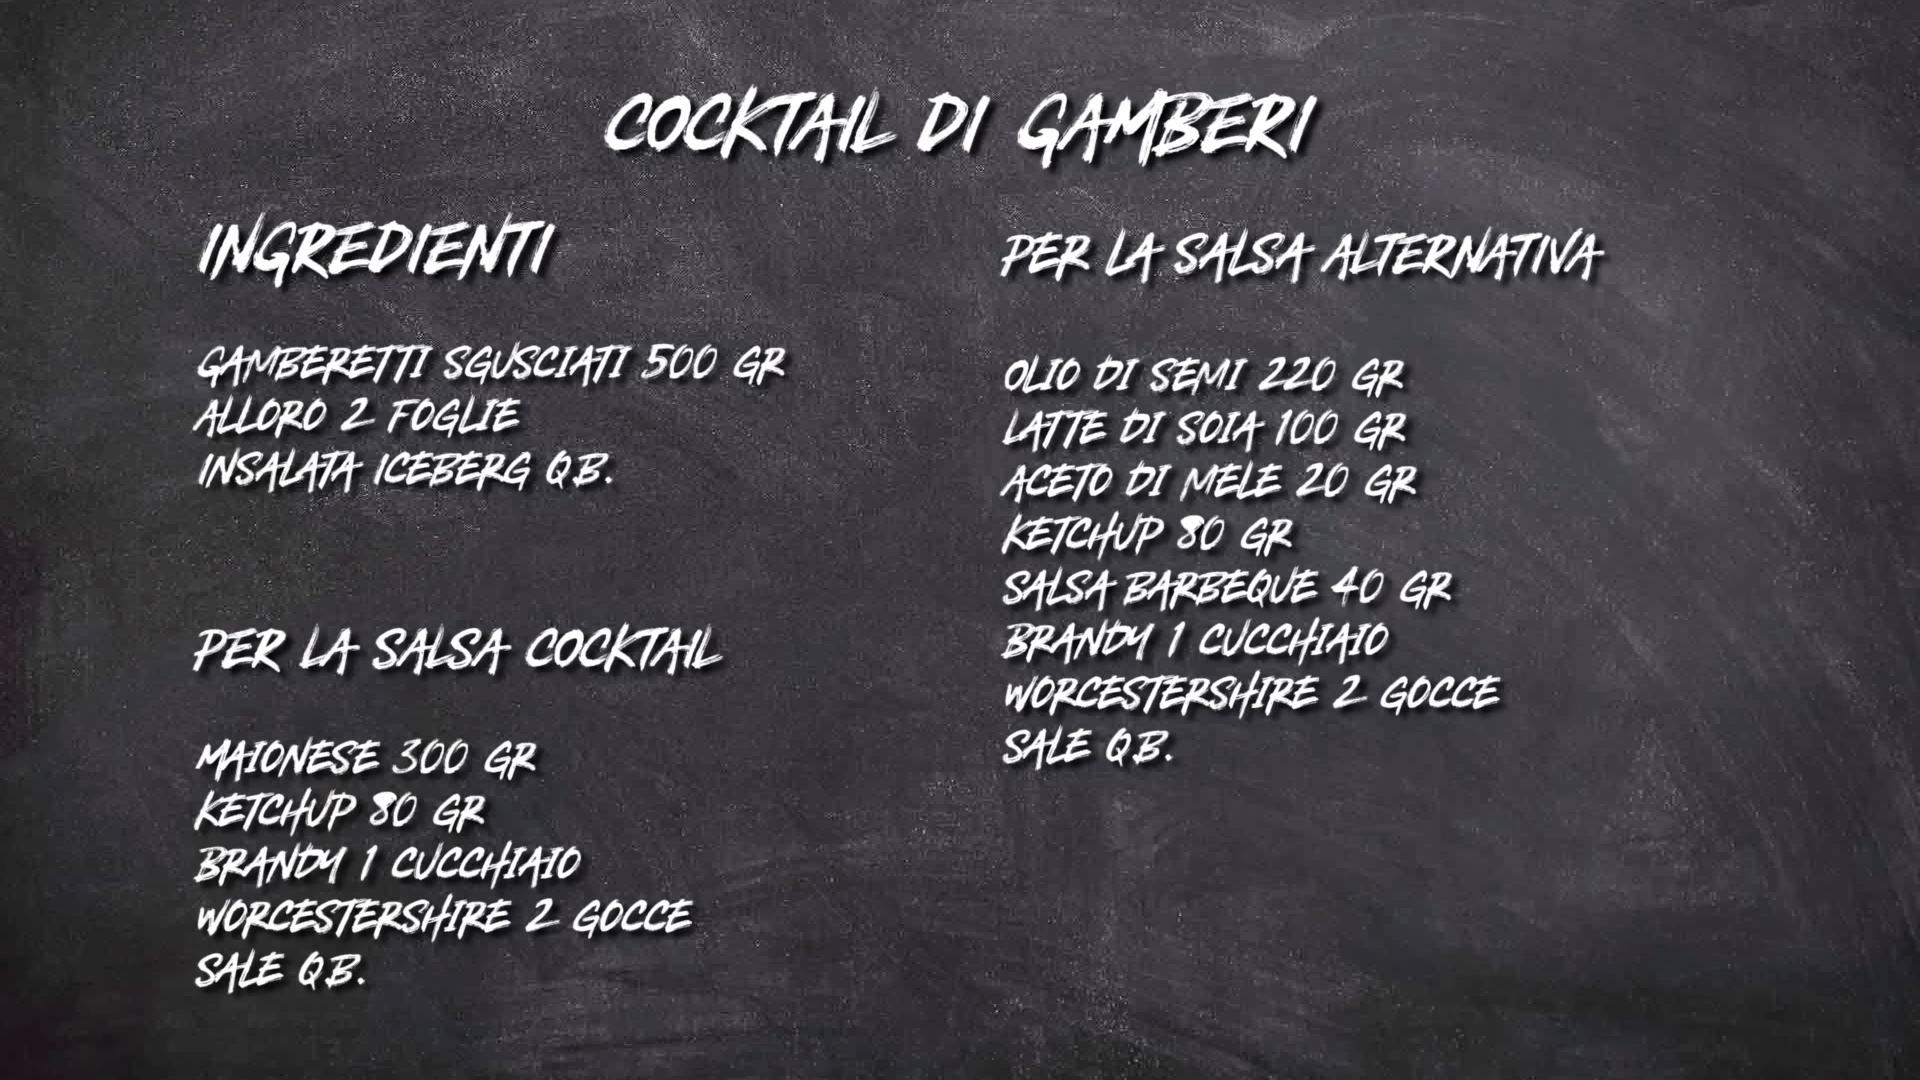 COCKTAIL DI GAMBERI
INGREDIENTI
GAMBERETTI SGUSCIATI 500 GR
ALLORO 2 FOGLIE
INSALATA ICEBERG Q.B.
PER LA SALSA COCKTAIL
MAIONESE 300 GR
KETCHUP 80 GR
BRANDY 1 CUCCHIAIO
WORCESTERSHIRE 2 GOCCE
SALE Q.B.
PER LA SALSA ALTERNATIVA
OLIO DI SEMI 220 GR
LATTE DI SOIA 100 GR
ACETO DI MELE 20 GR
KETCHUP 80 GR
SALSA BARBEQUE 40 GR
BRANDY 1 CUCCHIAIO
WORCESTERSHIRE 2 GOCCE
SALE Q.B.